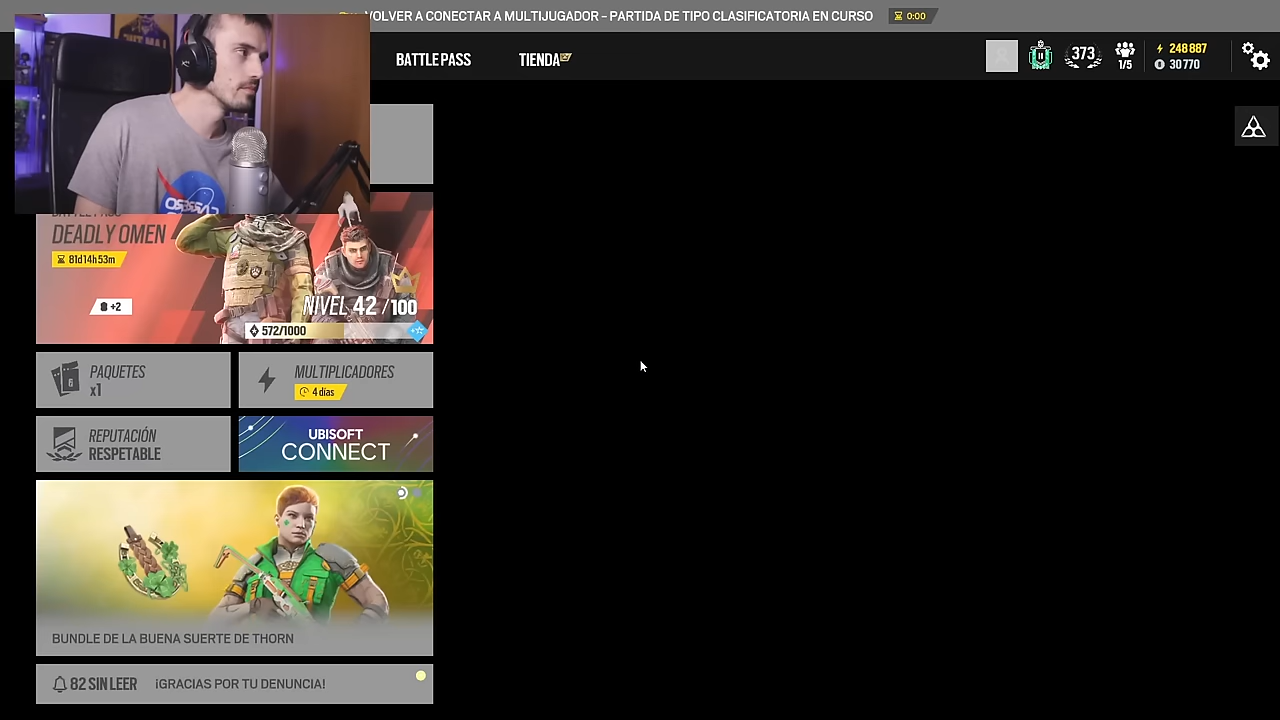 VOLVER A CONECTAR A MULTIJUGADOR - PARTIDA DE TIPO CLASIFICATORIA EN CURSO
0:00
BATTLE PASS
TIENDA
373
1/5
248 887
30 770
DEADLY OMEN
81d14h53m
+2
NIVEL 42 /100
572/1000
PAQUETES
x1
MULTIPLICADORES
4 días
REPUTACIÓN
RESPETABLE
UBISOFT
CONNECT
BUNDLE DE LA BUENA SUERTE DE THORN
82 SIN LEER
¡GRACIAS POR TU DENUNCIA!